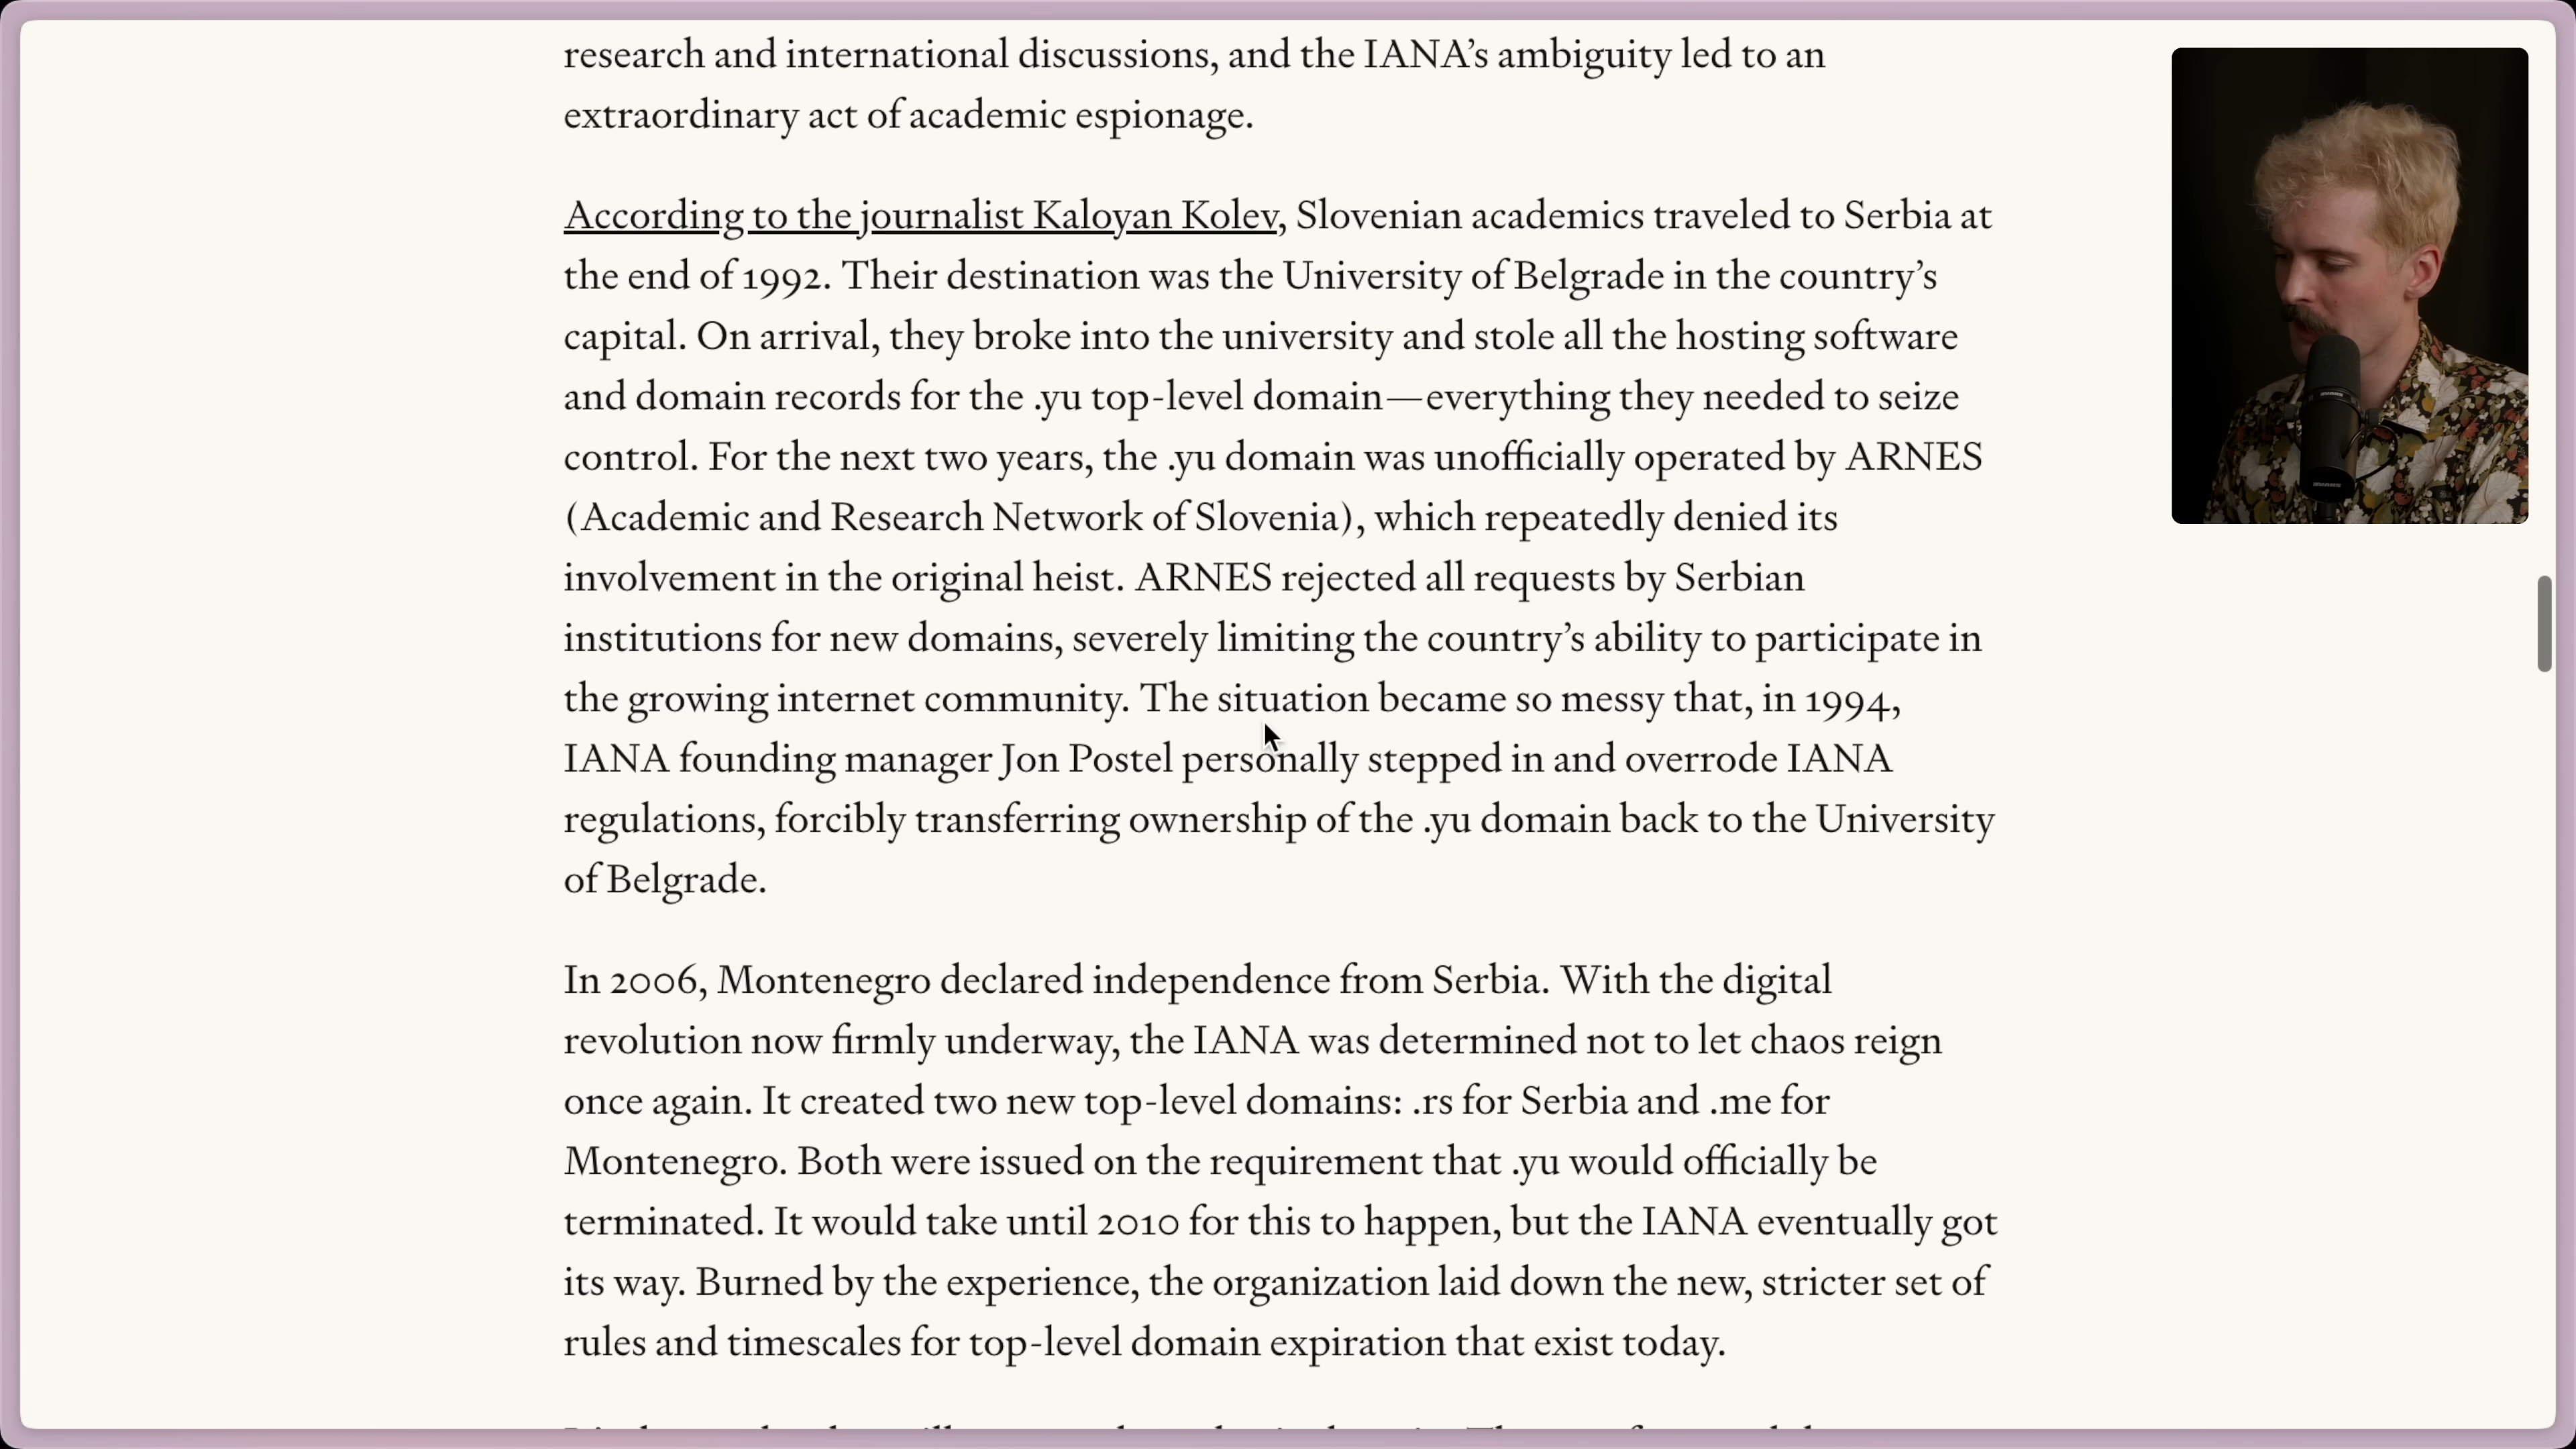 research and international discussions, and the IANA’s ambiguity led to an
extraordinary act of academic espionage.
According to the journalist Kaloyan Kolev, Slovenian academics traveled to Serbia at
the end of 1992. Their destination was the University of Belgrade in the country’s
capital. On arrival, they broke into the university and stole all the hosting software
and domain records for the .yu top-level domain—everything they needed to seize
control. For the next two years, the .yu domain was unofficially operated by ARNES
(Academic and Research Network of Slovenia), which repeatedly denied its
involvement in the original heist. ARNES rejected all requests by Serbian
institutions for new domains, severely limiting the country’s ability to participate in
the growing internet community. The situation became so messy that, in 1994,
IANA founding manager Jon Postel personally stepped in and overrode IANA
regulations, forcibly transferring ownership of the .yu domain back to the University
of Belgrade.
In 2006, Montenegro declared independence from Serbia. With the digital
revolution now firmly underway, the IANA was determined not to let chaos reign
once again. It created two new top-level domains: .rs for Serbia and .me for
Montenegro. Both were issued on the requirement that .yu would officially be
terminated. It would take until 2010 for this to happen, but the IANA eventually got
its way. Burned by the experience, the organization laid down the new, stricter set of
rules and timescales for top-level domain expiration that exist today.